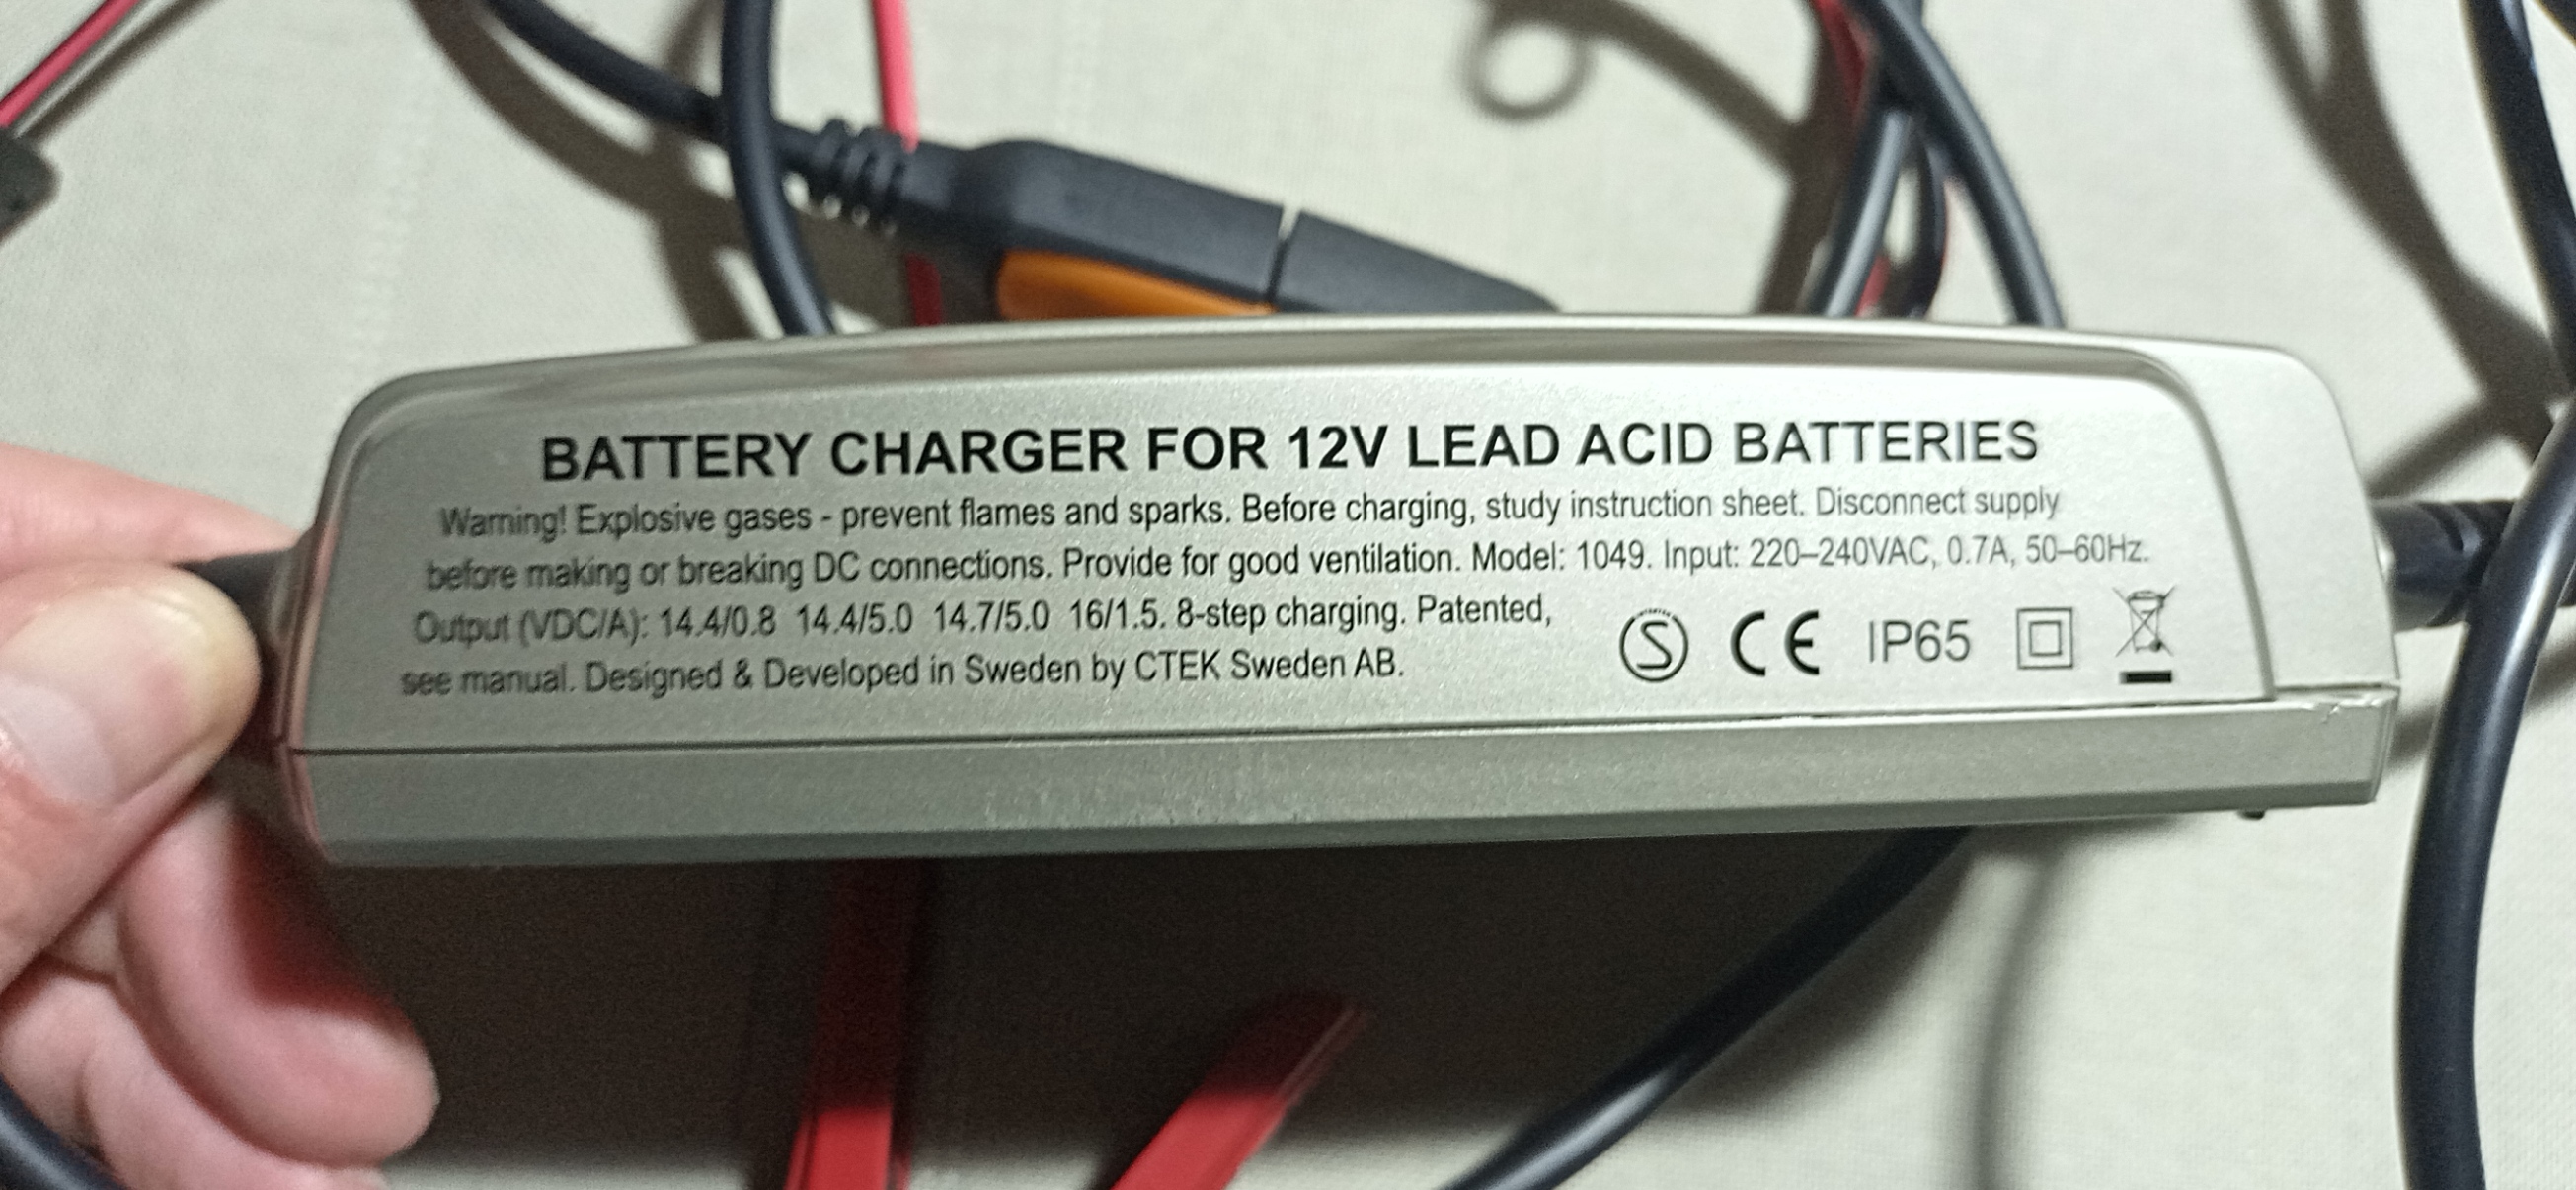 BATTERY CHARGER FOR 12V LEAD ACID BATTERIES
Warning! Explosive gases - prevent flames and sparks. Before charging, study instruction sheet. Disconnect supply
before making or breaking DC connections. Provide for good ventilation. Model: 1049. Input: 220–240VAC, 0.7A, 50–60Hz.
Output (VDC/A): 14.4/0.8 14.4/5.0 14.7/5.0 16/1.5. 8-step charging. Patented,
see manual. Designed & Developed in Sweden by CTEK Sweden AB.
S CE IP65